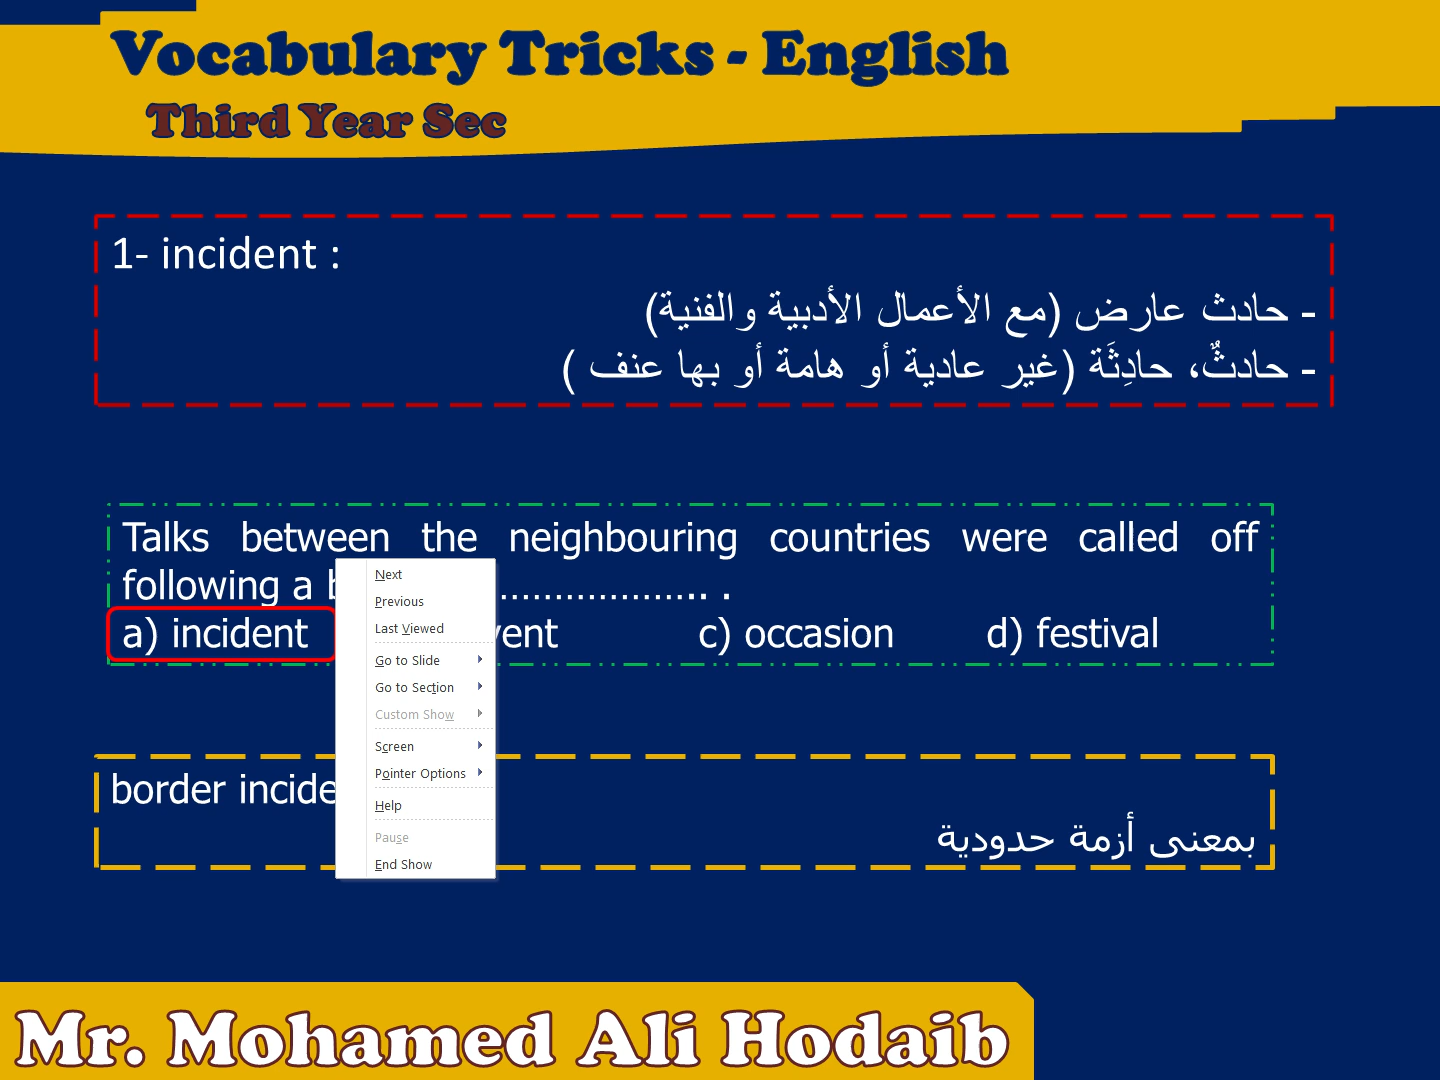 Vocabulary Tricks - English
Third Year Sec
1- incident :
- حادث عارض (مع الأعمال الأدبية والفنية)
- حادثٌ، حادِثَة (غير عادية أو هامة أو بها عنف )
Talks between the neighbouring countries were called off
following a ……………….. .
a) incident c) occasion d) festival
border
بمعنى أزمة حدودية
Next
Previous
Last Viewed
Go to Slide
Go to Section
Custom Show
Screen
Pointer Options
Help
Pause
End Show
Mr. Mohamed Ali Hodaib